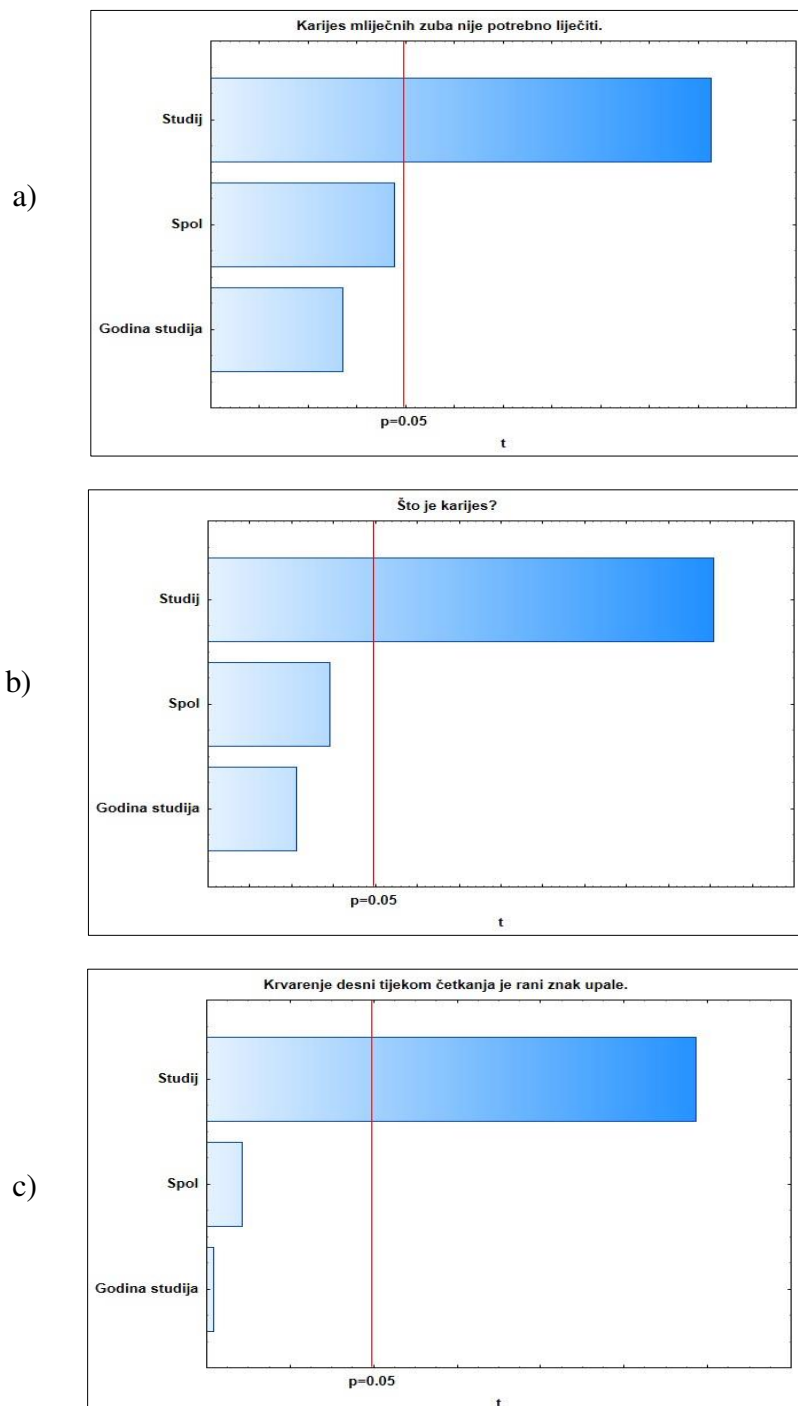 a)
Karijes mliječnih zuba nije potrebno liječiti.
Studij
Spol
Godina studija
p=0.05
t
b)
Što je karijes?
Studij
Spol
Godina studija
p=0.05
t
c)
Krvarenje desni tijekom četkanja je rani znak upale.
Studij
Spol
Godina studija
p=0.05
t